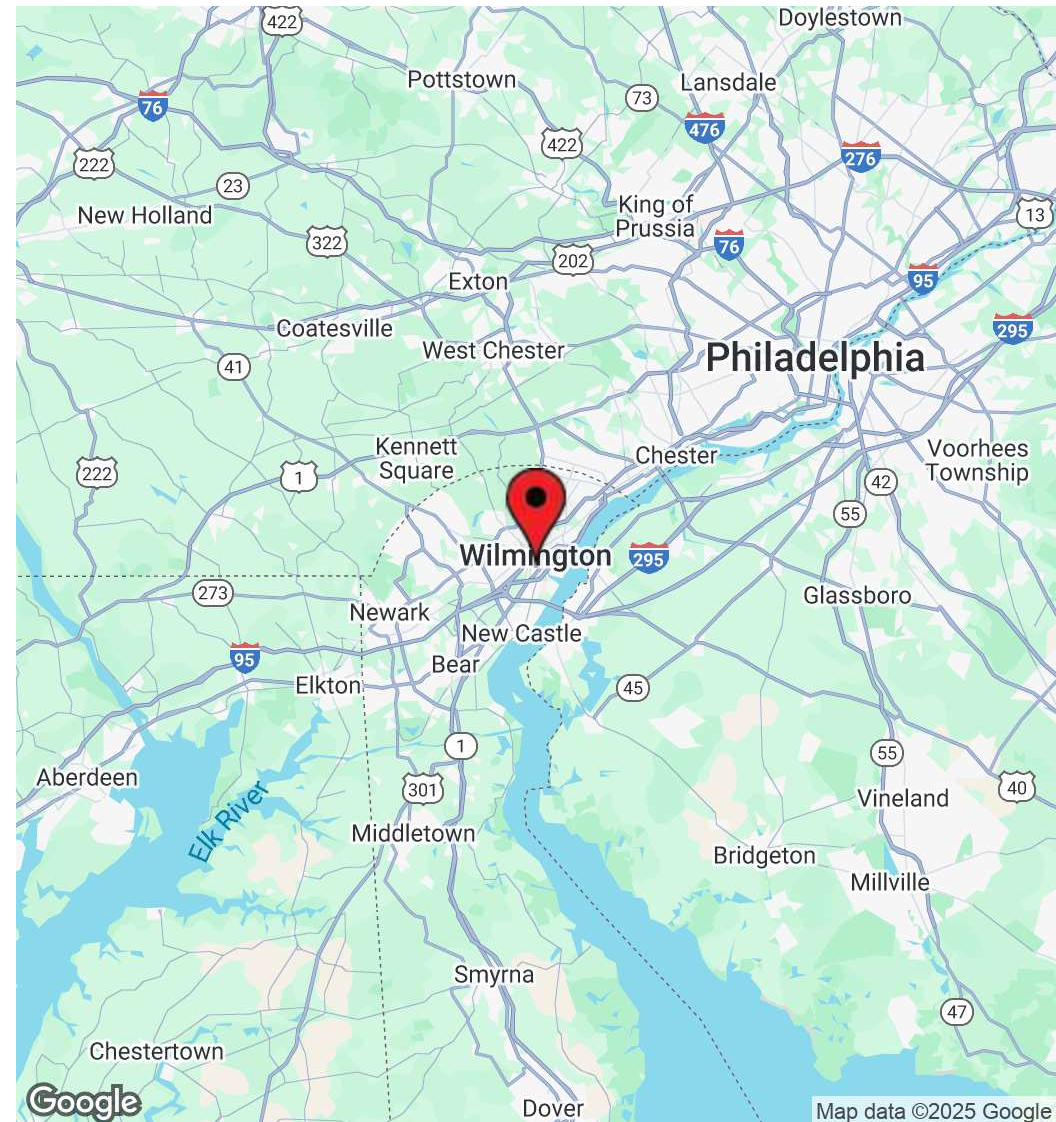 Doylestown
422
Pottstown
Lansdale
76
73
476
422
276
222
23
King of
Prussia
New Holland
13
322
76
202
95
Exton
295
Coatesville
West Chester
Philadelphia
41
Kennett
Square
Chester
Voorhees
Township
222
1
42
55
Wilmington
295
273
Glassboro
Newark
New Castle
95
Bear
Elkton
45
1
55
Aberdeen
301
40
Vineland
Elk River
Middletown
Bridgeton
Millville
Smyrna
47
Chestertown
Google
Dover
Map data ©2025 Google